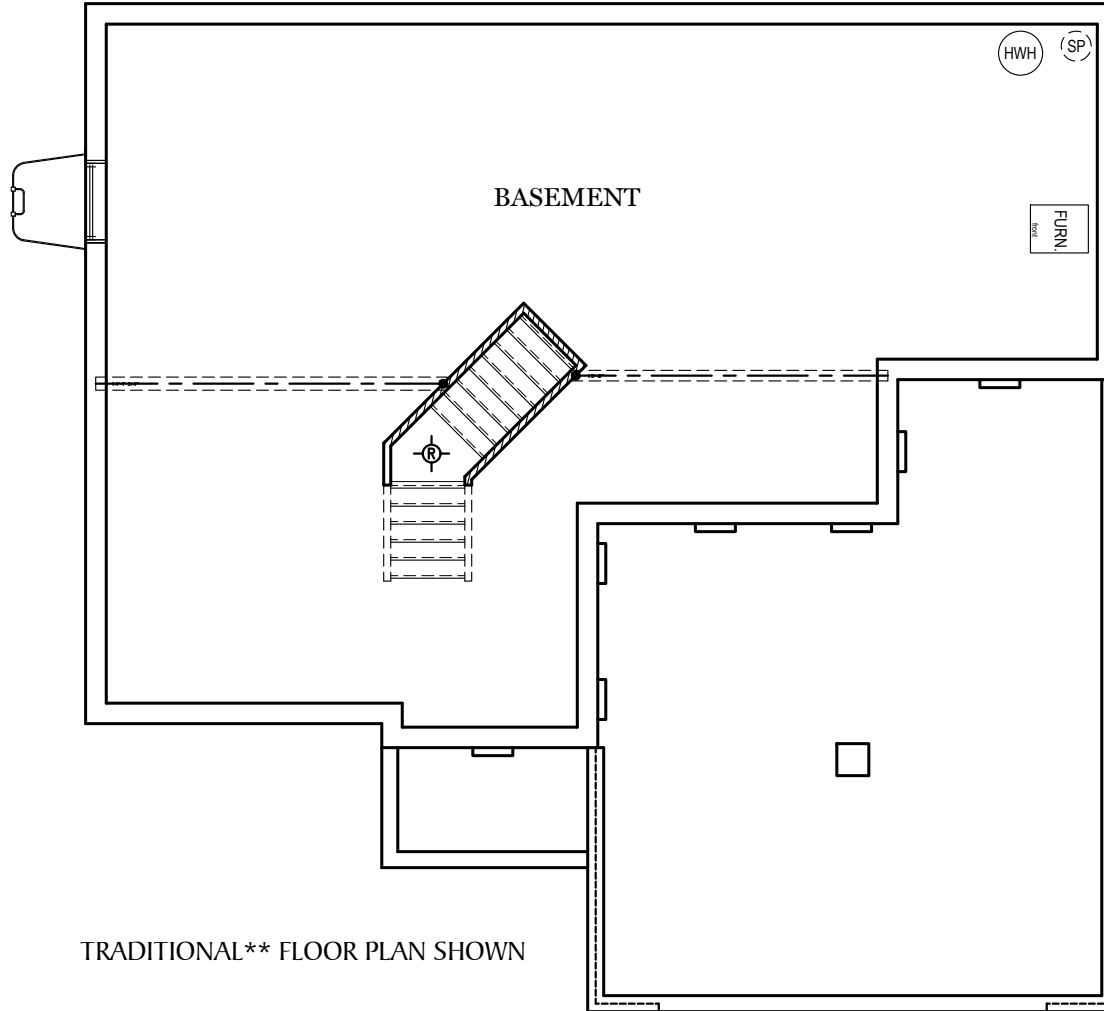 HWH
SP
BASEMENT
FURN.
front
R
TRADITIONAL** FLOOR PLAN SHOWN